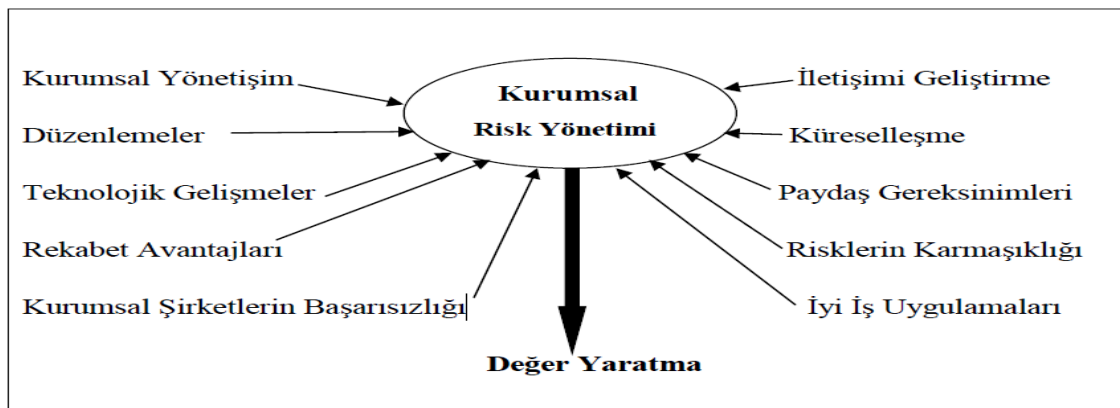 Kurumsal Yönetişim
Düzenlemeler
Teknolojik Gelişmeler
Rekabet Avantajları
Kurumsal Şirketlerin Başarısızlığı
Kurumsal
Risk Yönetimi
İletişimi Geliştirme
Küreselleşme
Paydaş Gereksinimleri
Risklerin Karmaşıklığı
İyi İş Uygulamaları
Değer Yaratma